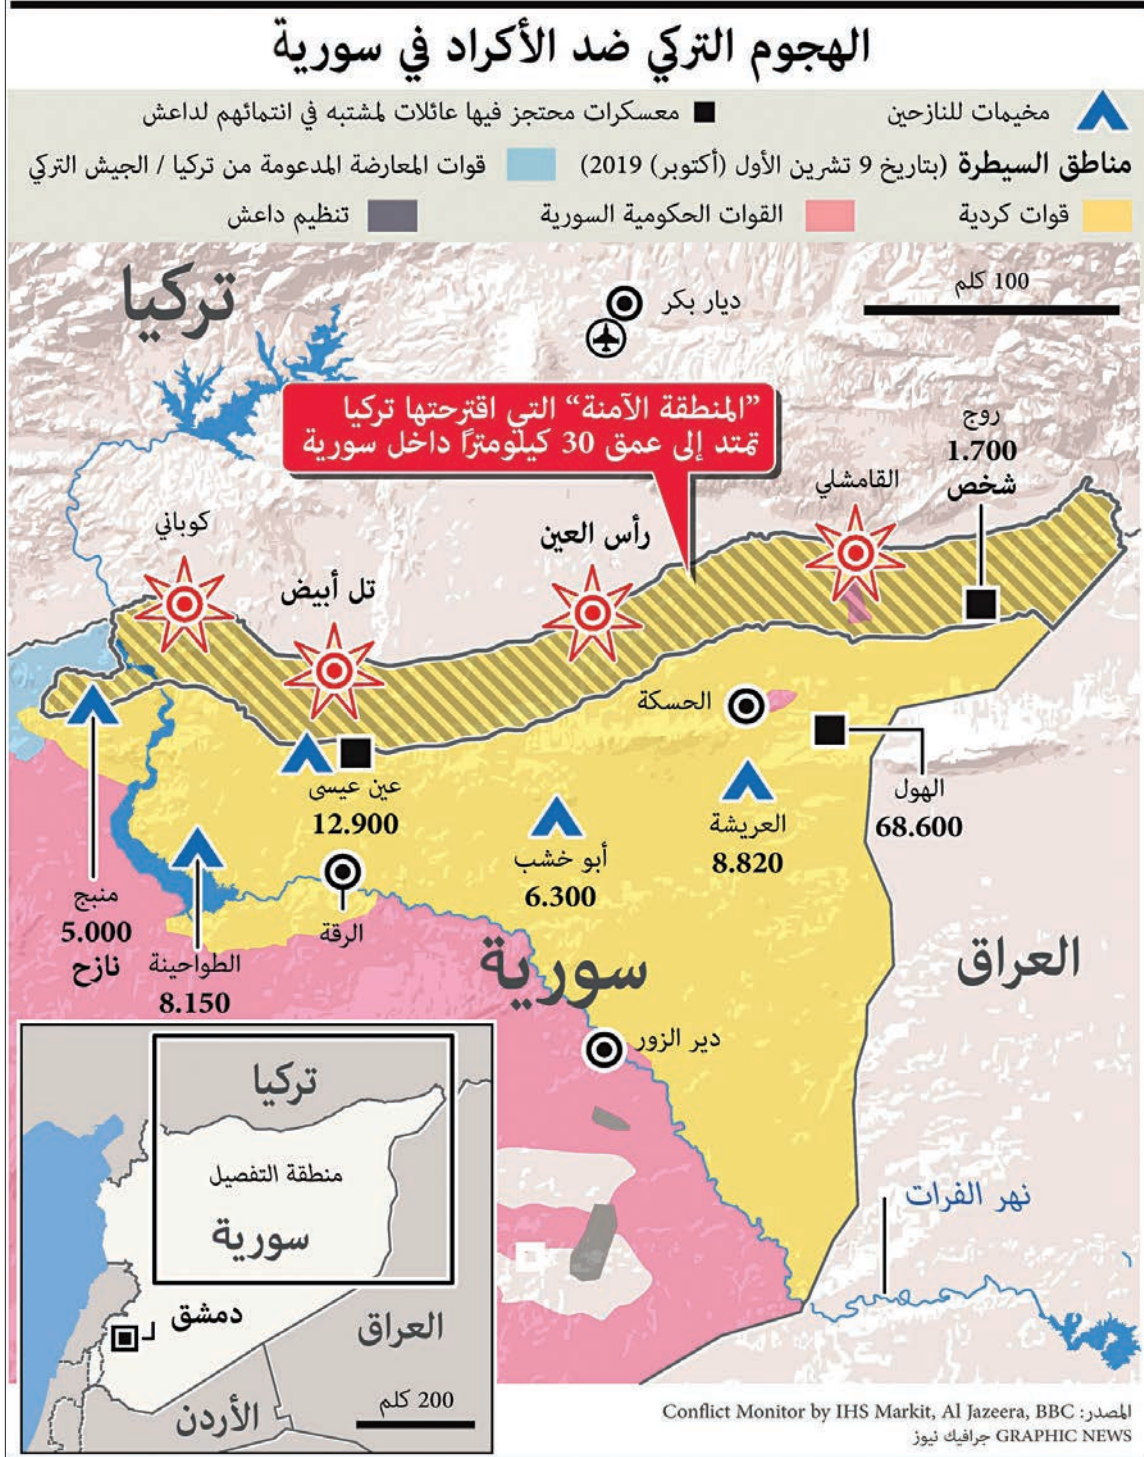 الهجوم التركي ضد الأكراد في سورية
مخيمات للنازحين
معسكرات محتجز فيها عائلات لمشتبه في انتمائهم لداعش
مناطق السيطرة (بتاريخ 9 تشرين الأول (أكتوبر) 2019)
قوات المعارضة المدعومة من تركيا / الجيش التركي
قوات كردية
القوات الحكومية السورية
تنظيم داعش
100 كلم
تركيا
ديار بكر
"المنطقة الآمنة" التي اقترحتها تركيا
تمتد إلى عمق 30 كيلومترًا داخل سورية
روج
1.700
شخص
القامشلي
رأس العين
كوباني
تل أبيض
الحسكة
الهول
68.600
عين عيسى
12.900
العريشة
8.820
أبو خشب
6.300
منبج
5.000
نازح
الطواحينة
8.150
الرقة
سورية
العراق
دير الزور
نهر الفرات
تركيا
منطقة التفصيل
سورية
دمشق
العراق
الأردن
200 كلم
المصدر: Conflict Monitor by IHS Markit, Al Jazeera, BBC
GRAPHIC NEWS جرافيك نيوز